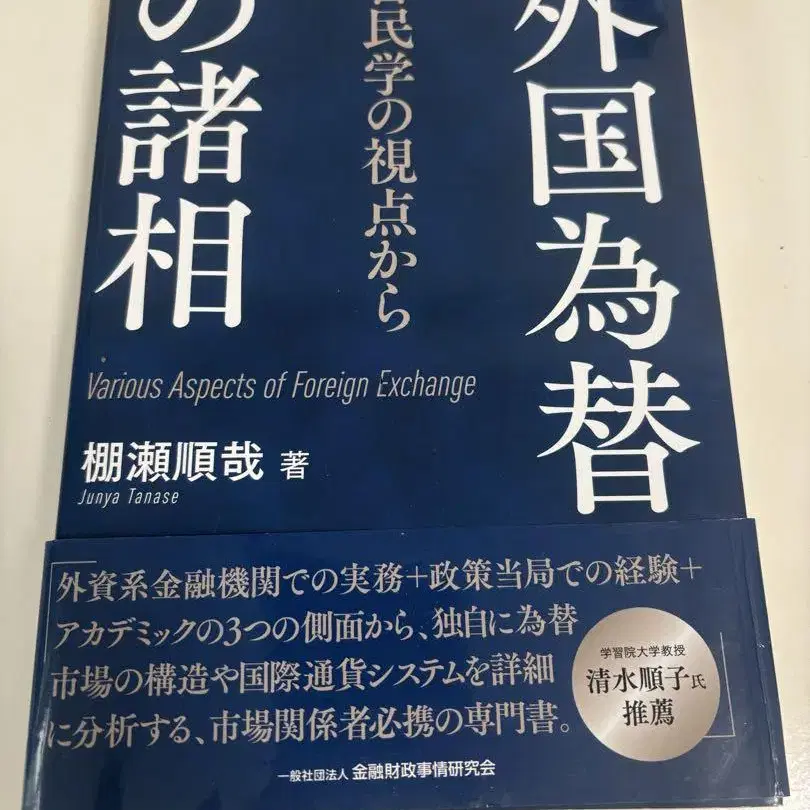 外国為替
の諸相
民学の視点から
Various Aspects of Foreign Exchange
棚瀬順哉 著
Junya Tanase
「外資系金融機関での実務+政策当局での経験+
アカデミックの3つの側面から、独自に為替
市場の構造や国際通貨システムを詳細
に分析する、市場関係者必携の専門書。」
学習院大学教授
清水順子氏
推薦
一般社団法人 金融財政事情研究会